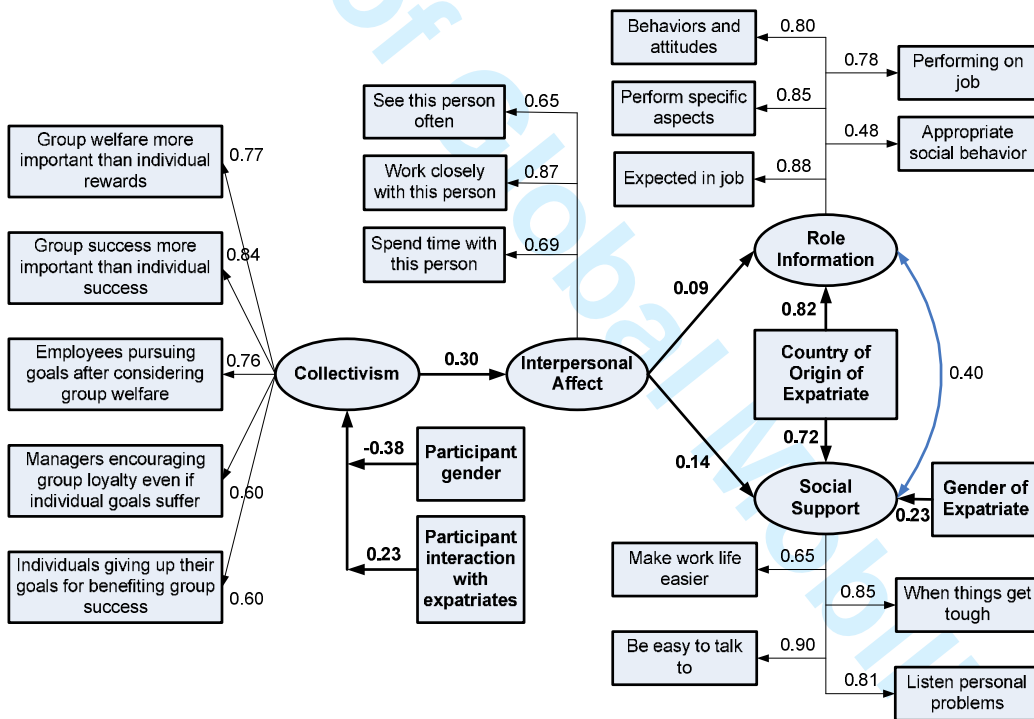 of Global Mobility
Behaviors and
attitudes
0.80
0.78
Performing on
job
See this person
often
0.65
Perform specific
aspects
0.85
Group welfare more
important than individual
rewards
0.77
0.48
Appropriate
social behavior
Work closely
with this person
0.87
Expected in job
0.88
Group success more
important than individual
success
0.84
Spend time with
this person
0.69
Role
Information
0.09
0.82
Employees pursuing
goals after considering
group welfare
0.76
Collectivism
0.30
Interpersonal
Affect
Country of
Origin of
Expatriate
0.40
-0.38
Participant
gender
0.14
0.72
Managers encouraging
group loyalty even if
individual goals suffer
0.60
Social
Support
0.23
Gender of
Expatriate
0.23
Participant
interaction
with
expatriates
Individuals giving up their
goals for benefiting group
success
0.60
Make work life
easier
0.65
0.85
When things get
tough
Be easy to talk
to
0.90
0.81
Listen personal
problems